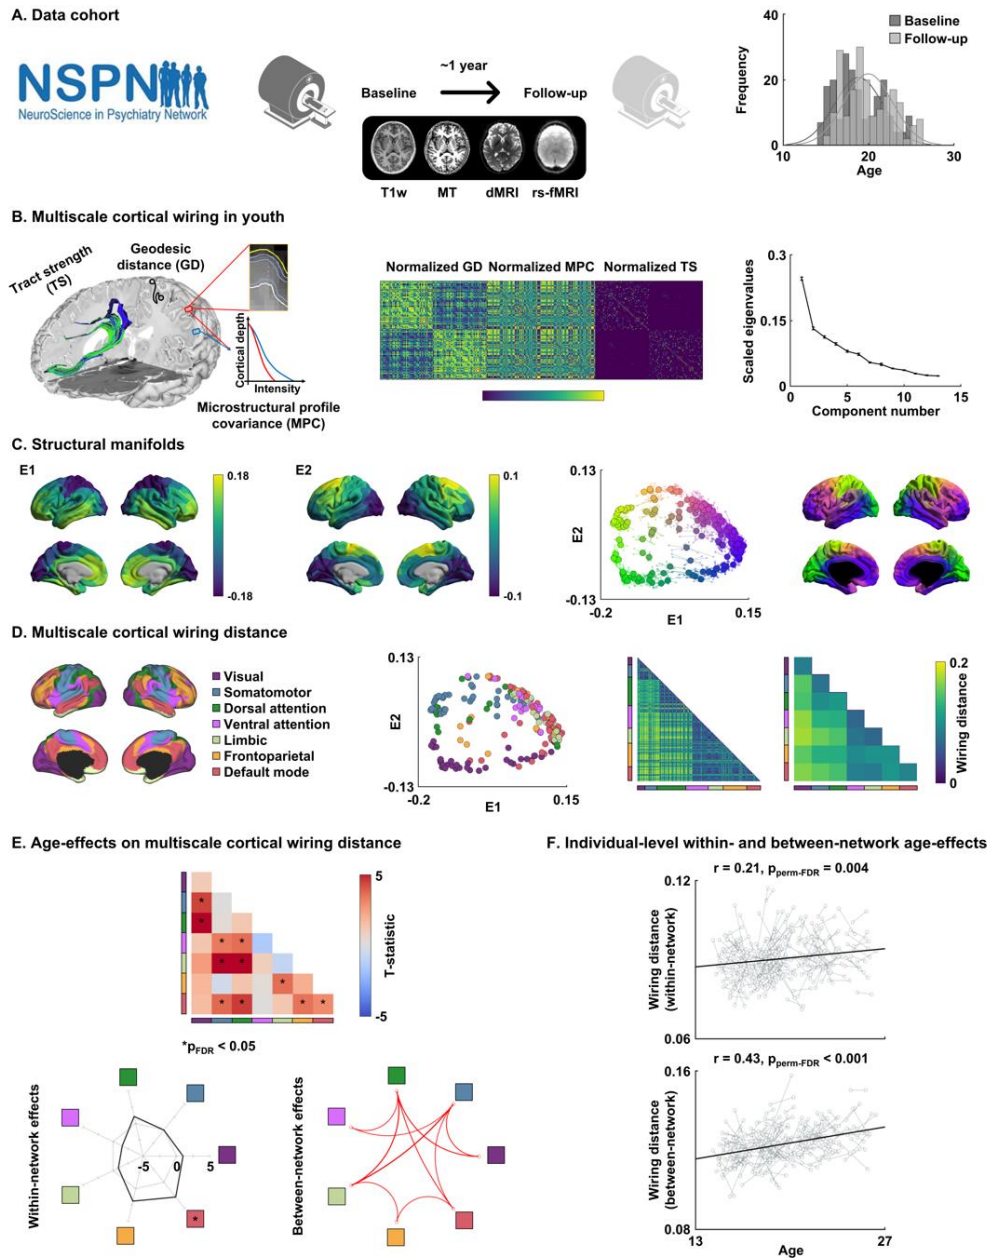 A. Data cohort
NSPN
NeuroScience in Psychiatry Network
~1 year
Baseline
Follow-up
T1w
MT
dMRI
rs-fMRI
Baseline
Follow-up
Frequency
40
20
0
10
20
30
Age
B. Multiscale cortical wiring in youth
Tract strength
(TS)
Geodesic
distance (GD)
Cortical depth
Intensity
Microstructural profile
covariance (MPC)
Normalized GD
Normalized MPC
Normalized TS
Scaled eigenvalues
0.3
0.15
0
0
5
10
15
Component number
C. Structural manifolds
E1
0.18
-0.18
E2
0.1
-0.1
0.13
E2
-0.13
-0.2
0.15
E1
D. Multiscale cortical wiring distance
Visual
Somatomotor
Dorsal attention
Ventral attention
Limbic
Frontoparietal
Default mode
0.13
E2
-0.13
-0.2
0.15
E1
0.2
Wiring distance
0
E. Age-effects on multiscale cortical wiring distance
5
T-statistic
-5
* * * * * * * * * * * *
*pFDR < 0.05
Within-network effects
-5
0
5
*
Between-network effects
F. Individual-level within- and between-network age-effects
r = 0.21, pperm-FDR = 0.004
0.12
Wiring distance
(within-network)
0.06
r = 0.43, pperm-FDR < 0.001
0.16
Wiring distance
(between-network)
0.08
13
27
Age